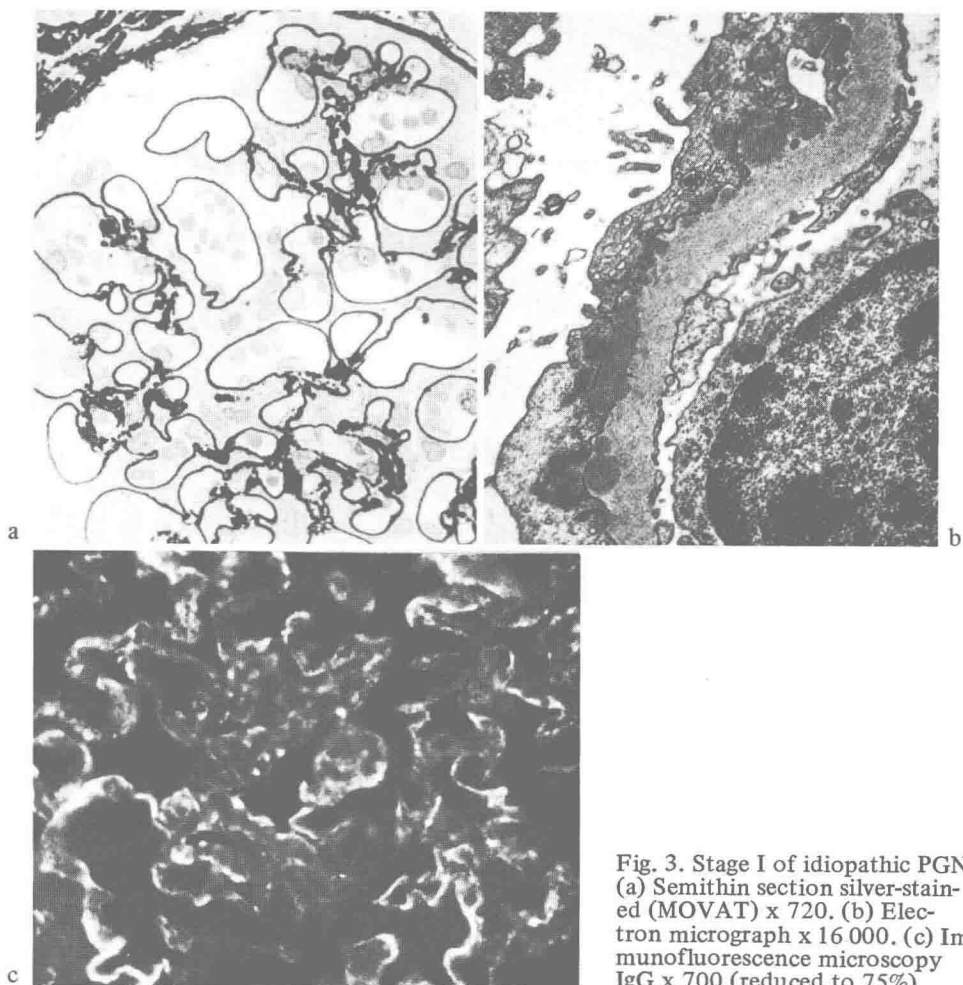 a
b
c
Fig. 3. Stage I of idiopathic PGN
(a) Semithin section silver-stain-
ed (MOVAT) x 720. (b) Elec-
tron micrograph x 16 000. (c) Im
munofluorescence microscopy
IgG x 700 (reduced to 75%)